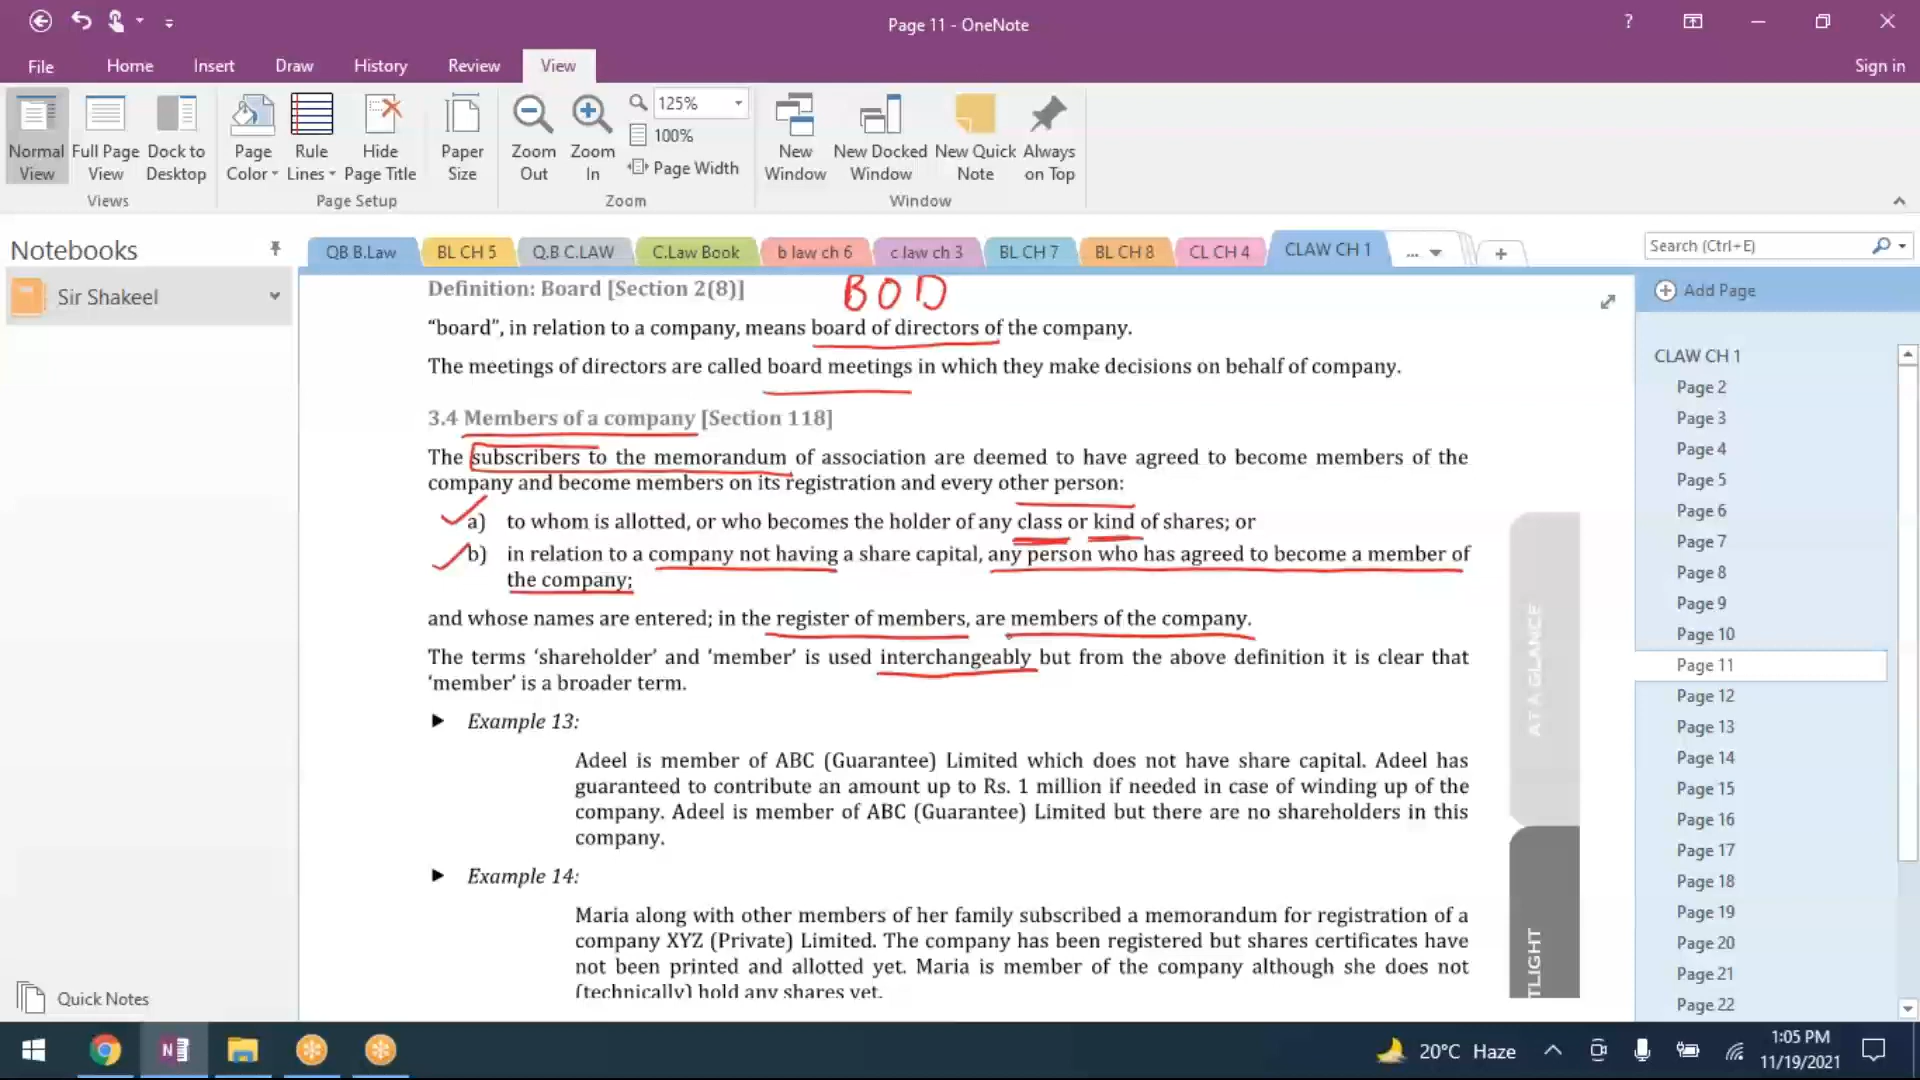 Page 11 - OneNote
?
File Home Insert Draw History Review View Sign in
125%
100%
Page Width
Normal View
Full Page View
Dock to Desktop
Page Color
Rule Lines
Hide Page Title
Paper Size
Zoom Out
Zoom In
New Window
New Docked Window
New Quick Note
Always on Top
Views Page Setup Zoom Window
Notebooks
QB B.Law BL CH 5 Q.B C.LAW C.Law Book b law ch 6 c law ch 3 BL CH 7 BL CH 8 CL CH 4 CLAW CH 1 ...
Search (Ctrl+E)
Sir Shakeel
Add Page
Definition: Board [Section 2(8)]
BOD
“board”, in relation to a company, means board of directors of the company.
The meetings of directors are called board meetings in which they make decisions on behalf of company.
3.4 Members of a company [Section 118]
The subscribers to the memorandum of association are deemed to have agreed to become members of the
company and become members on its registration and every other person:
a) to whom is allotted, or who becomes the holder of any class or kind of shares; or
b) in relation to a company not having a share capital, any person who has agreed to become a member of
the company;
and whose names are entered; in the register of members, are members of the company.
The terms ‘shareholder’ and ‘member’ is used interchangeably but from the above definition it is clear that
‘member’ is a broader term.
Example 13:
Adeel is member of ABC (Guarantee) Limited which does not have share capital. Adeel has
guaranteed to contribute an amount up to Rs. 1 million if needed in case of winding up of the
company. Adeel is member of ABC (Guarantee) Limited but there are no shareholders in this
company.
Example 14:
Maria along with other members of her family subscribed a memorandum for registration of a
company XYZ (Private) Limited. The company has been registered but shares certificates have
not been printed and allotted yet. Maria is member of the company although she does not
(technically) hold any shares yet.
AT A GLANCE
TLIGHT
CLAW CH 1
Page 2
Page 3
Page 4
Page 5
Page 6
Page 7
Page 8
Page 9
Page 10
Page 11
Page 12
Page 13
Page 14
Page 15
Page 16
Page 17
Page 18
Page 19
Page 20
Page 21
Page 22
Quick Notes
N
20°C Haze
1:05 PM
11/19/2021